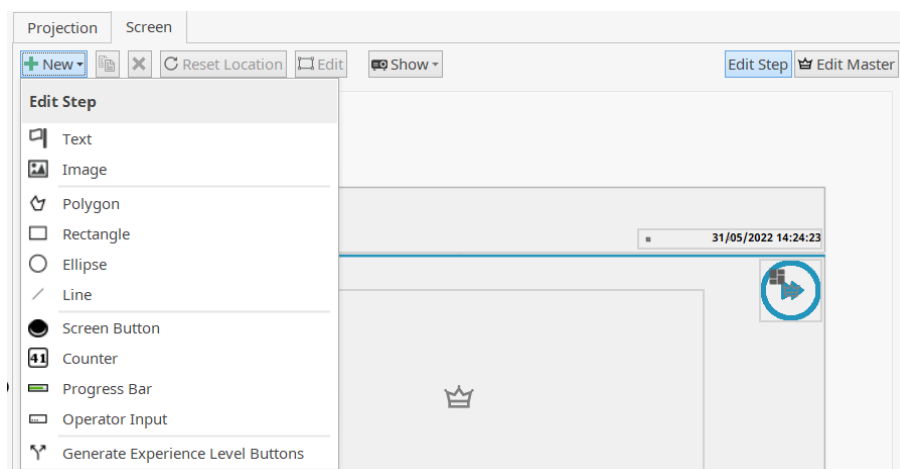 Projection Screen
New Reset Location Edit Show Edit Step Edit Master
Edit Step
Text
Image
Polygon
Rectangle
31/05/2022 14:24:23
Ellipse
Line
Screen Button
41 Counter
Progress Bar
Operator Input
Generate Experience Level Buttons